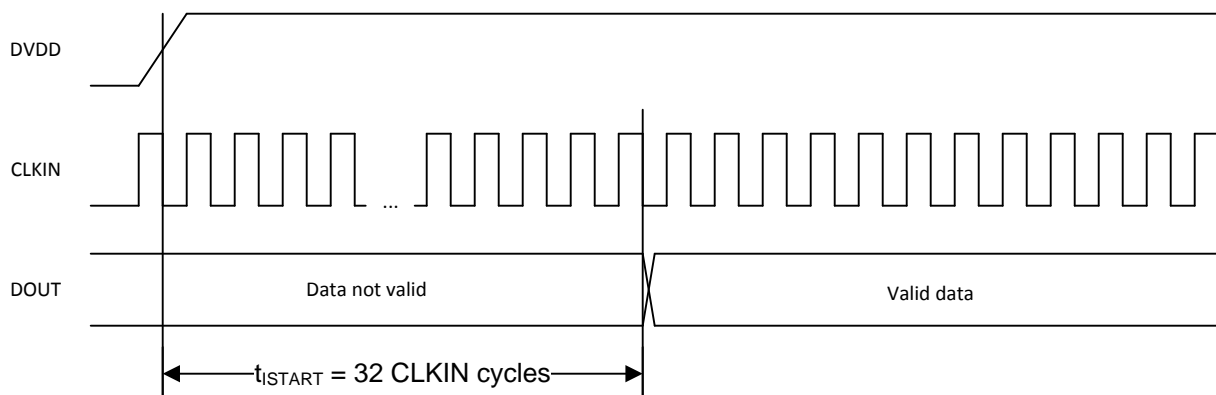 DVDD
CLKIN
...
DOUT
Data not valid
Valid data
tISTART = 32 CLKIN cycles